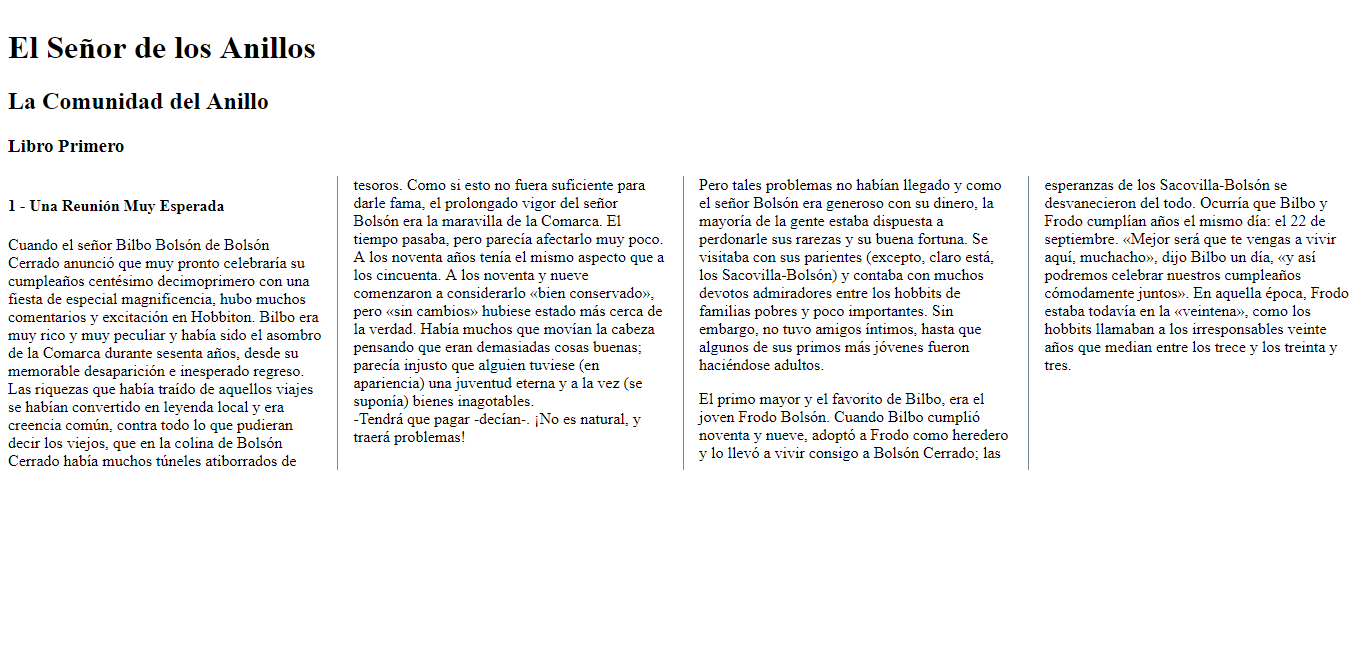 El Señor de los Anillos
La Comunidad del Anillo
Libro Primero
1 - Una Reunión Muy Esperada
Cuando el señor Bilbo Bolsón de Bolsón
Cerrado anunció que muy pronto celebraría su
cumpleaños centésimo decimoprimero con una
fiesta de especial magnificencia, hubo muchos
comentarios y excitación en Hobbiton. Bilbo era
muy rico y muy peculiar y había sido el asombro
de la Comarca durante sesenta años, desde su
memorable desaparición e inesperado regreso.
Las riquezas que había traído de aquellos viajes
se habían convertido en leyenda local y era
creencia común, contra todo lo que pudieran
decir los viejos, que en la colina de Bolsón
Cerrado había muchos túneles atiborrados de
tesoros. Como si esto no fuera suficiente para
darle fama, el prolongado vigor del señor
Bolsón era la maravilla de la Comarca. El
tiempo pasaba, pero parecía afectarlo muy poco.
A los noventa años tenía el mismo aspecto que a
los cincuenta. A los noventa y nueve
comenzaron a considerarlo «bien conservado»,
pero «sin cambios» hubiese estado más cerca de
la verdad. Había muchos que movían la cabeza
pensando que eran demasiadas cosas buenas;
parecía injusto que alguien tuviese (en
apariencia) una juventud eterna y a la vez (se
suponía) bienes inagotables.
-Tendrá que pagar -decían-. ¡No es natural, y
traerá problemas!
Pero tales problemas no habían llegado y como
el señor Bolsón era generoso con su dinero, la
mayoría de la gente estaba dispuesta a
perdonarle sus rarezas y su buena fortuna. Se
visitaba con sus parientes (excepto, claro está,
los Sacovilla-Bolsón) y contaba con muchos
devotos admiradores entre los hobbits de
familias pobres y poco importantes. Sin
embargo, no tuvo amigos íntimos, hasta que
algunos de sus primos más jóvenes fueron
haciéndose adultos.
El primo mayor y el favorito de Bilbo, era el
joven Frodo Bolsón. Cuando Bilbo cumplió
noventa y nueve, adoptó a Frodo como heredero
y lo llevó a vivir consigo a Bolsón Cerrado; las
esperanzas de los Sacovilla-Bolsón se
desvanecieron del todo. Ocurría que Bilbo y
Frodo cumplían años el mismo día: el 22 de
septiembre. «Mejor será que te vengas a vivir
aquí, muchacho», dijo Bilbo un día, «y así
podremos celebrar nuestros cumpleaños
cómodamente juntos». En aquella época, Frodo
estaba todavía en la «veintena», como los
hobbits llamaban a los irresponsables veinte
años que median entre los trece y los treinta y
tres.